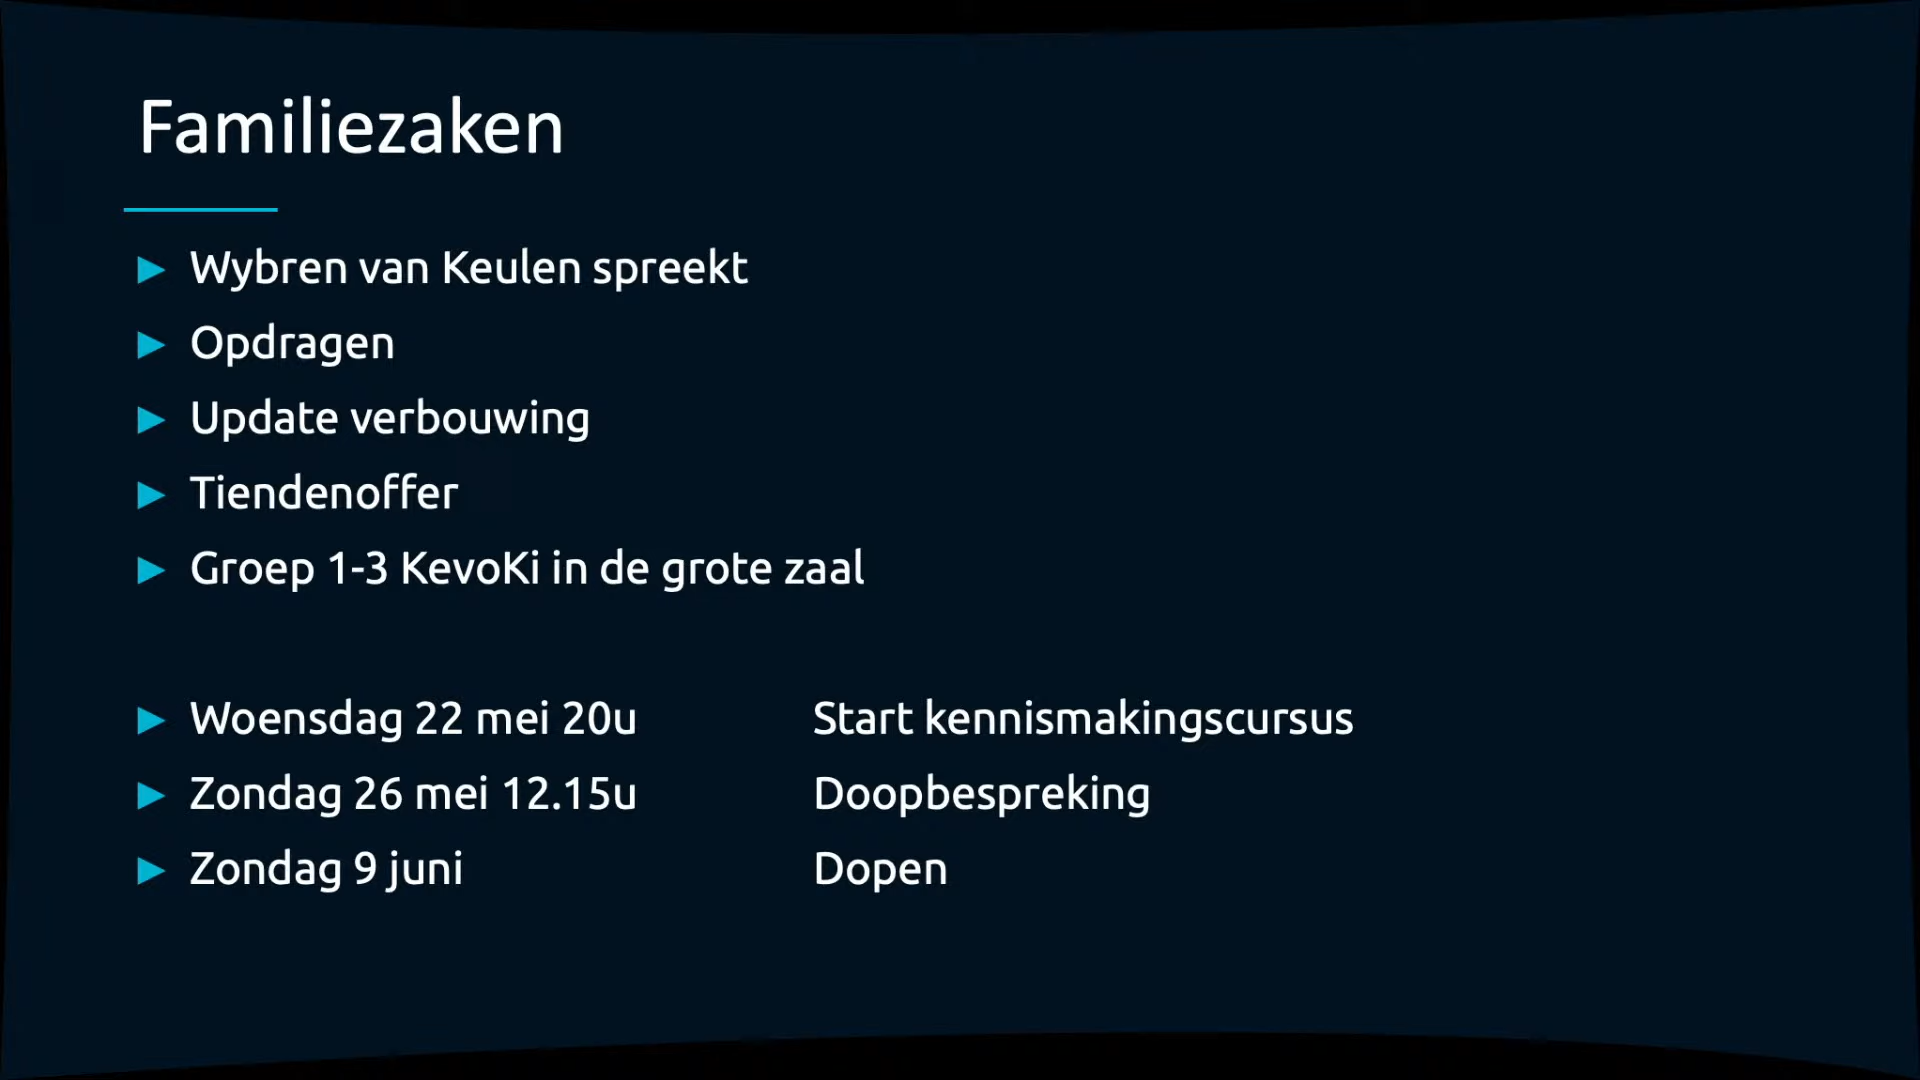 Familiezaken
Wybren van Keulen spreekt
Opdragen
Update verbouwing
Tiendenoffer
Groep 1-3 KevoKi in de grote zaal
Woensdag 22 mei 20u Start kennismakingscursus
Zondag 26 mei 12.15u Doopbespreking
Zondag 9 juni Dopen